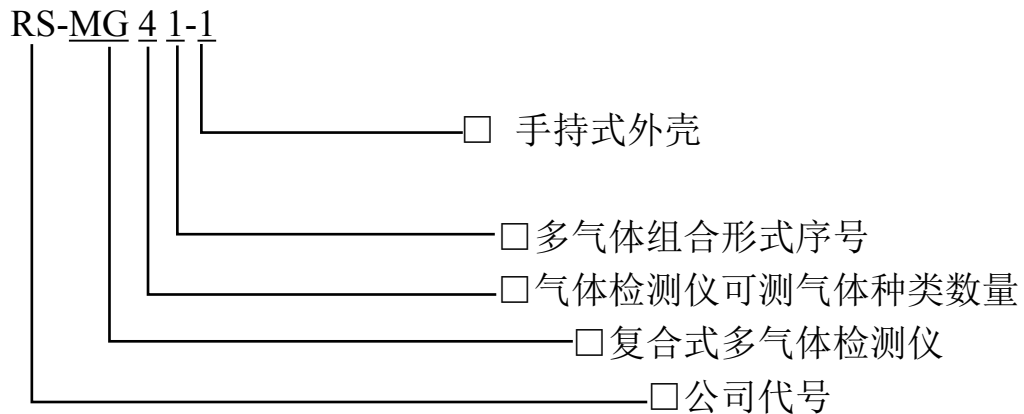 RS-MG 4 1-1
□ 手持式外壳
□多气体组合形式序号
□气体检测仪可测气体种类数量
□复合式多气体检测仪
□公司代号